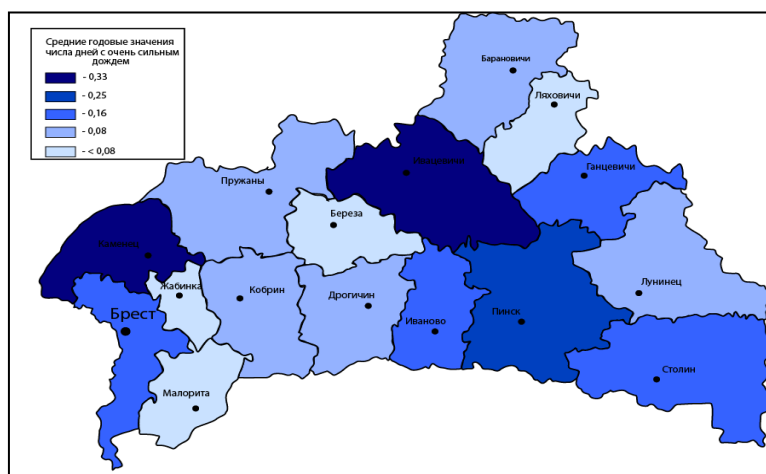 Средние годовые значения
числа дней с очень сильным
дождем
- 0,33
- 0,25
- 0,16
- 0,08
- < 0,08
Барановичи
Ляховичи
Ивацевичи
Ганцевичи
Пружаны
Береза
Каменец
Жабинка
Кобрин
Дрогичин
Лунинец
Брест
Иваново
Пинск
Столин
Малорита